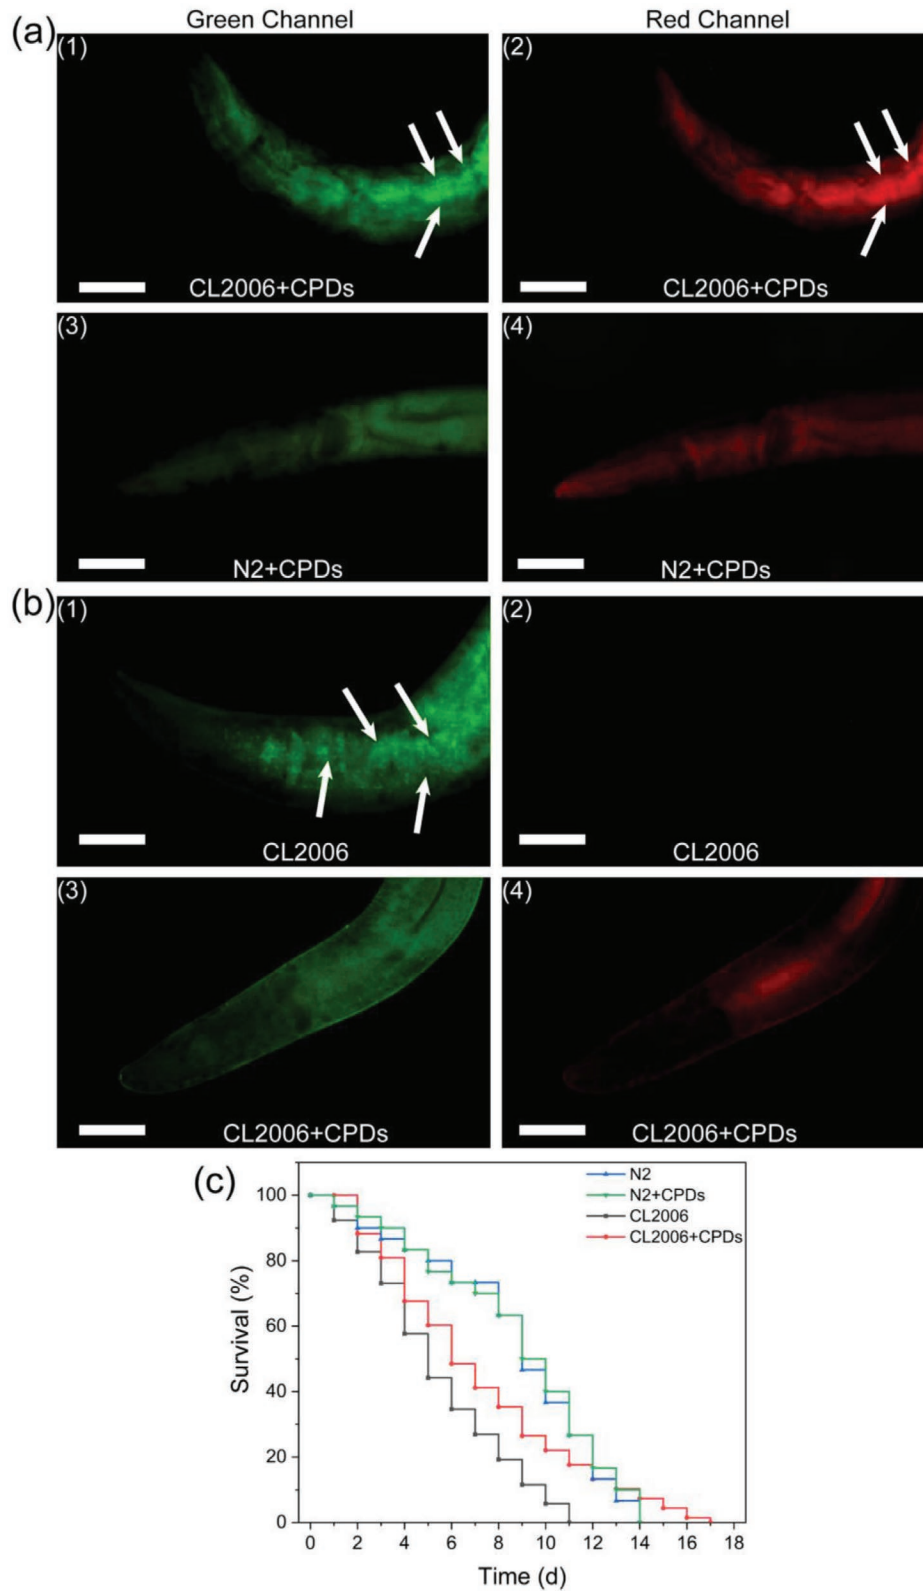 Green Channel
Red Channel
(a)
(1)
CL2006+CPDs
(2)
CL2006+CPDs
(3)
N2+CPDs
(4)
N2+CPDs
(b)
(1)
CL2006
(2)
CL2006
(3)
CL2006+CPDs
(4)
CL2006+CPDs
(c)
N2
N2+CPDs
CL2006
CL2006+CPDs
Survival (%)
100
80
60
40
20
0
0 2 4 6 8 10 12 14 16 18
Time (d)